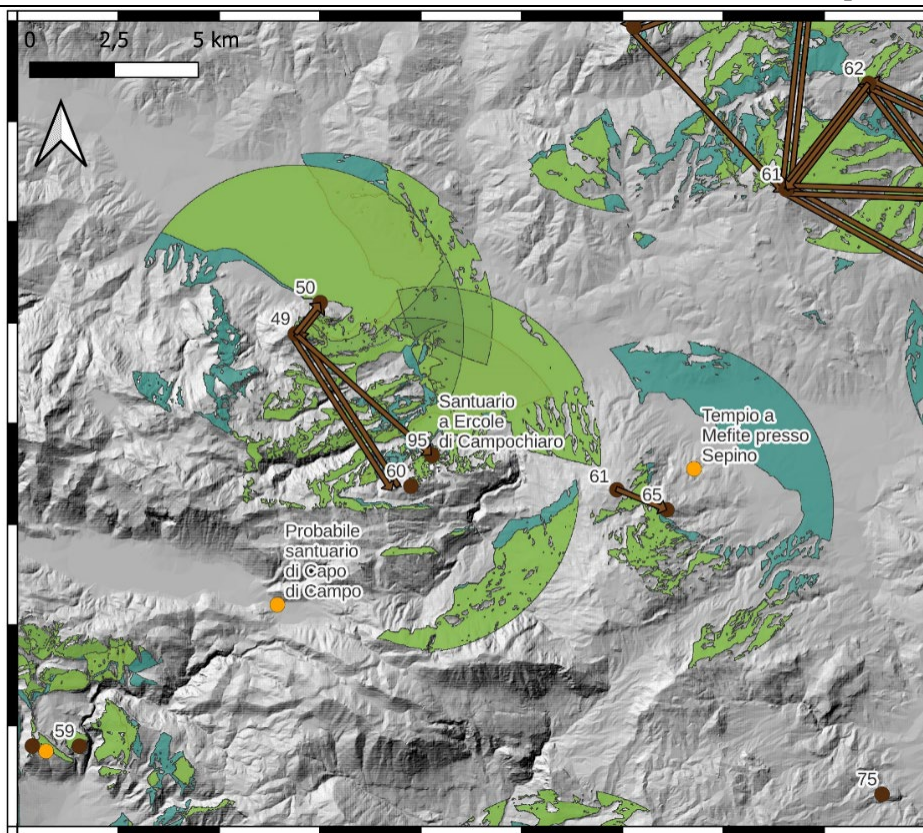 0 2,5 5 km
62
61
50
49
Santuario
a Ercole
di Campochiaro
95
60
Tempio a
Mefite presso
Sepino
61
65
Probabile
santuario
di Capo
di Campo
59
75